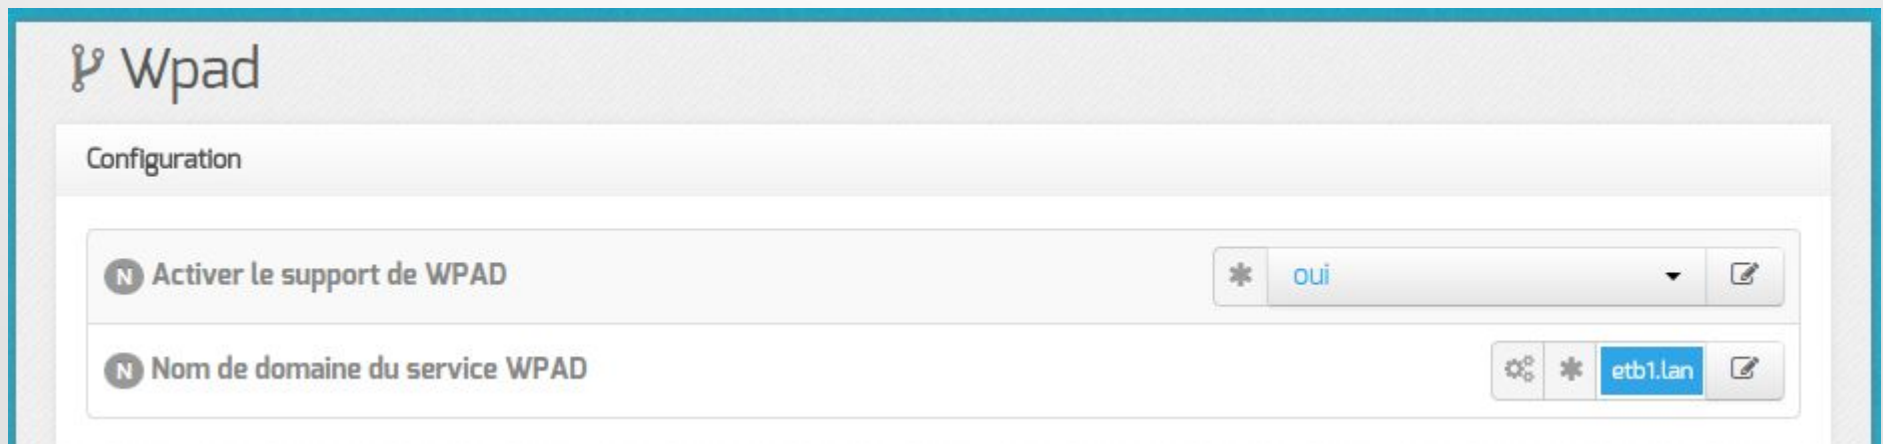 Wpad
Configuration
N Activer le support de WPAD oui
N Nom de domaine du service WPAD etb1.lan